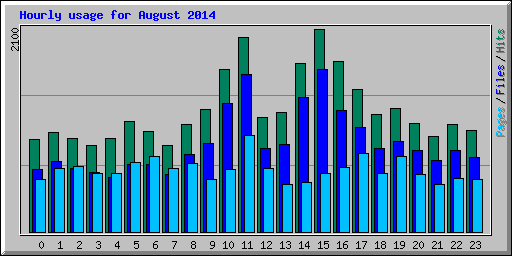 Hourly usage for August 2014
2100
Pages / Files / Hits
0 1 2 3 4 5 6 7 8 9 10 11 12 13 14 15 16 17 18 19 20 21 22 23